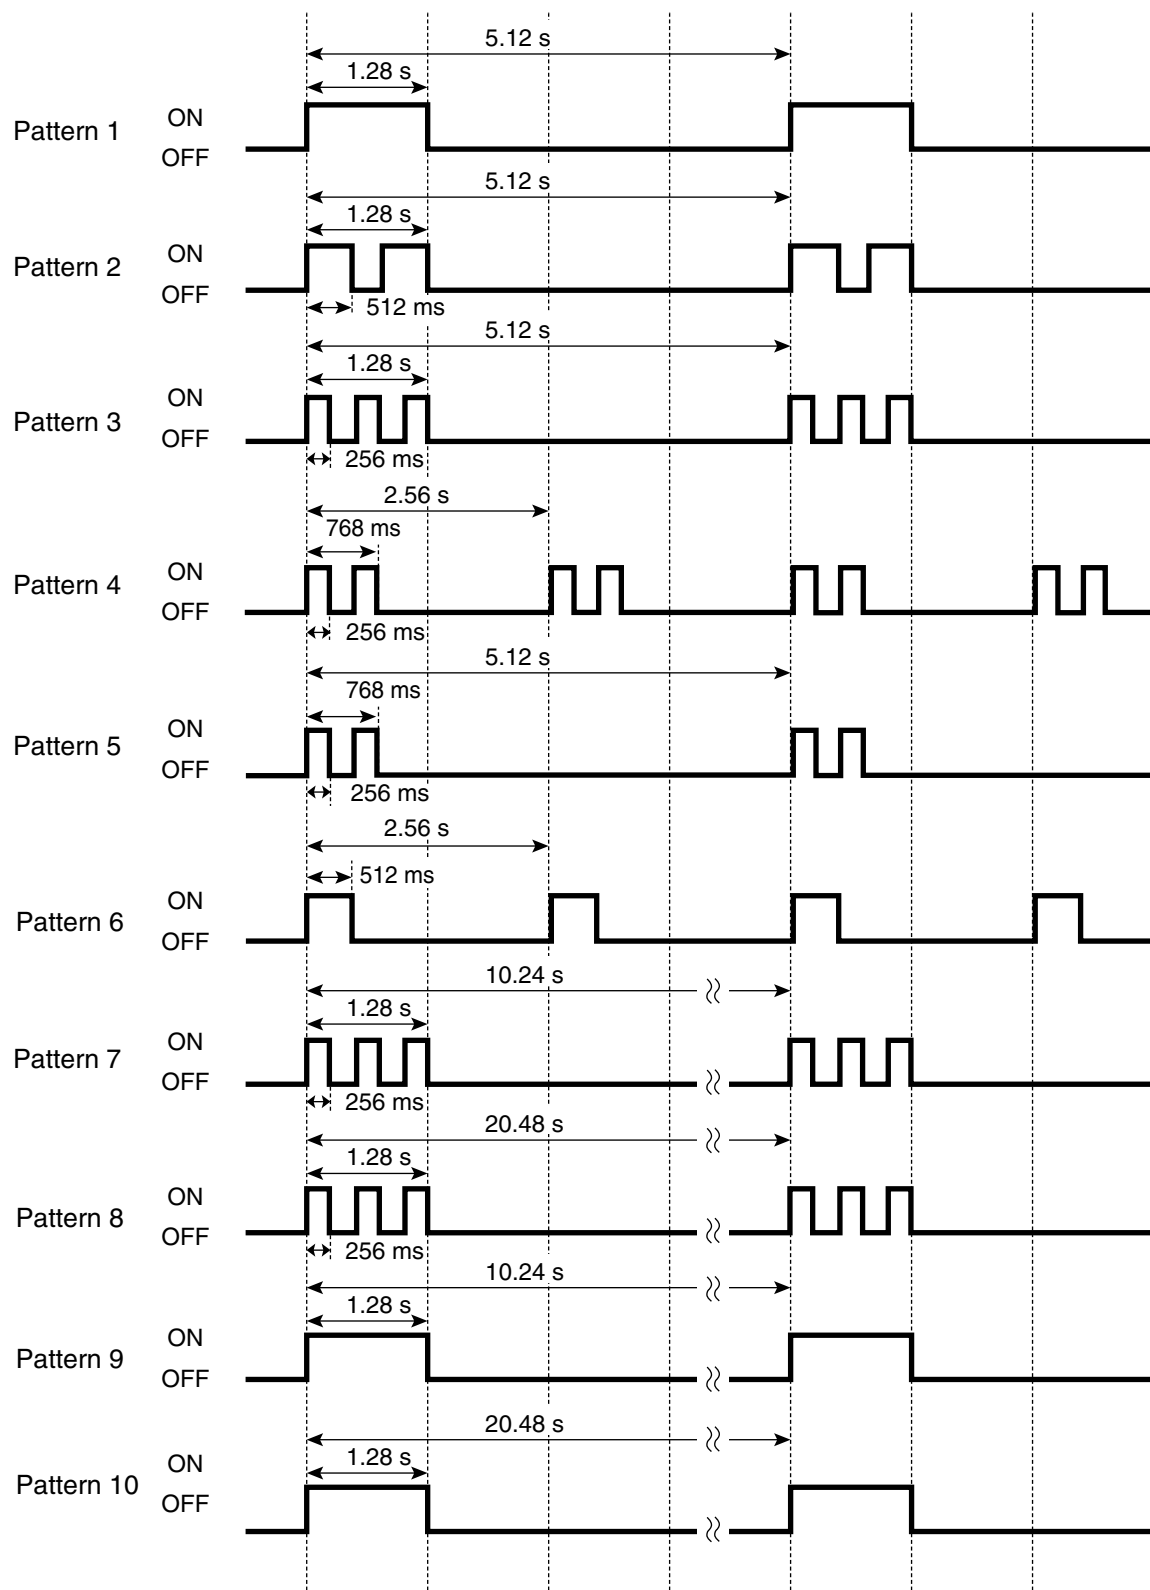 5.12 s
1.28 s
Pattern 1
ON
OFF
5.12 s
1.28 s
Pattern 2
ON
OFF
512 ms
5.12 s
1.28 s
Pattern 3
ON
OFF
256 ms
2.56 s
768 ms
Pattern 4
ON
OFF
256 ms
5.12 s
768 ms
Pattern 5
ON
OFF
256 ms
2.56 s
512 ms
Pattern 6
ON
OFF
10.24 s
1.28 s
Pattern 7
ON
OFF
256 ms
20.48 s
1.28 s
Pattern 8
ON
OFF
256 ms
10.24 s
1.28 s
Pattern 9
ON
OFF
20.48 s
1.28 s
Pattern 10
ON
OFF